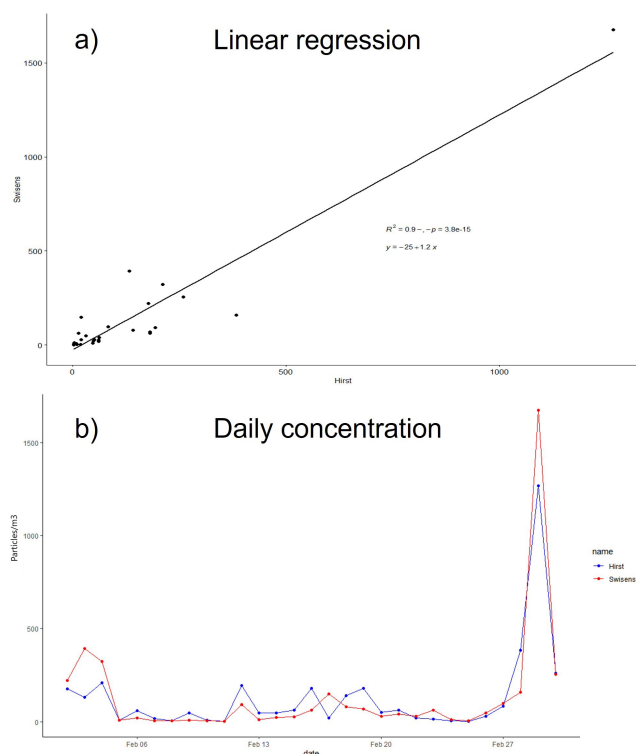 a) Linear regression
1500
1000
Swisens
500
R² = 0.9 –, –p = 3.8e-15
y = –25 + 1.2 x
0
0 500 1000
Hirst
b) Daily concentration
1500
1000
Particles/m3
name
Hirst
Swisens
500
0
Feb 06 Feb 13 Feb 20 Feb 27
date